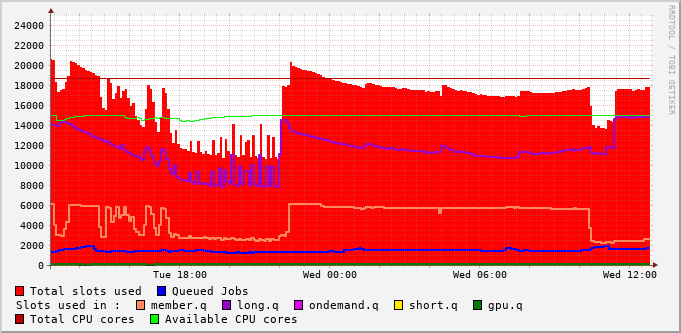 24000
22000
20000
18000
16000
14000
12000
10000
8000
6000
4000
2000
0
Tue 18:00 Wed 00:00 Wed 06:00 Wed 12:00
RRDTOOL / TOBI OETIKER
Total slots used Queued Jobs
Slots used in : member.q long.q ondemand.q short.q gpu.q
Total CPU cores Available CPU cores